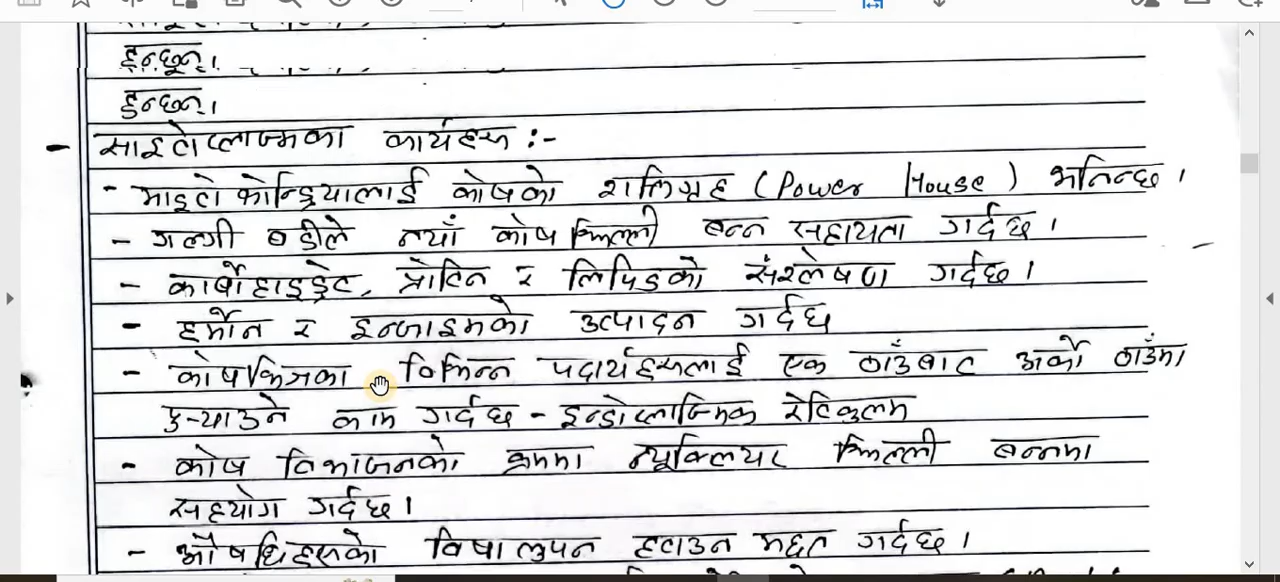 हुन्छन्।
हुन्छन्।
- साइटोप्लाज्मका कार्यहरू :-
- माइटोकोन्ड्रियालाई कोषको शक्तिगृह (Power House) भनिन्छ।
- गल्गी बडीले नयाँ कोष झिल्ली बन्न सहायता गर्दछ।
- कार्बोहाइड्रेट, प्रोटिन र लिपिडको संश्लेषण गर्दछ।
- हर्मोन र इन्जाइमको उत्पादन गर्दछ
- कोषभित्रका विभिन्न पदार्थहरूलाई एक ठाउँबाट अर्को ठाउँमा
पुर्‍याउने काम गर्दछ - इन्डोप्लाज्मिक रेटिकुलम
- कोष विभाजनको क्रममा न्यूक्लियर झिल्ली बन्नमा
सहयोग गर्दछ।
- औषधिहरूको विषालुपन हटाउन मद्दत गर्दछ।